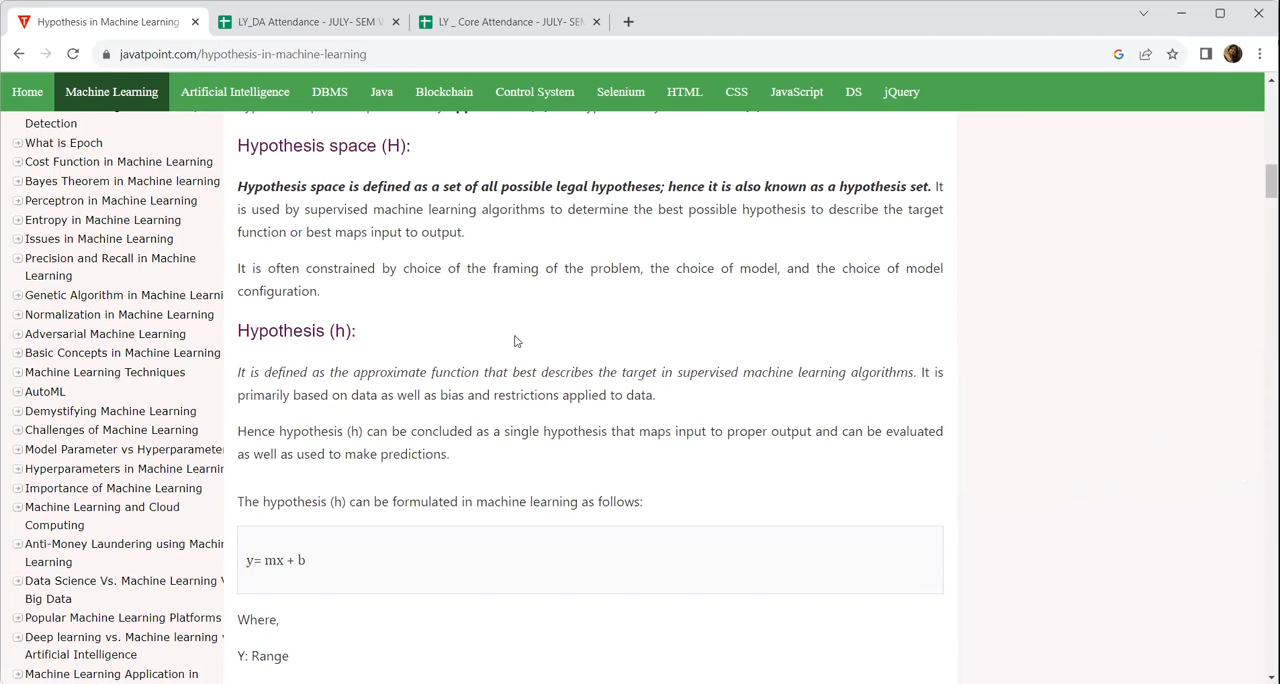 Hypothesis in Machine Learning
LY_DA Attendance - JULY- SEM V
LY _ Core Attendance - JULY- SEM
javatpoint.com/hypothesis-in-machine-learning
Home Machine Learning Artificial Intelligence DBMS Java Blockchain Control System Selenium HTML CSS JavaScript DS jQuery
Detection
What is Epoch
Cost Function in Machine Learning
Bayes Theorem in Machine learning
Perceptron in Machine Learning
Entropy in Machine Learning
Issues in Machine Learning
Precision and Recall in Machine
Learning
Genetic Algorithm in Machine Learni
Normalization in Machine Learning
Adversarial Machine Learning
Basic Concepts in Machine Learning
Machine Learning Techniques
AutoML
Demystifying Machine Learning
Challenges of Machine Learning
Model Parameter vs Hyperparameter
Hyperparameters in Machine Learnin
Importance of Machine Learning
Machine Learning and Cloud
Computing
Anti-Money Laundering using Machin
Learning
Data Science Vs. Machine Learning V
Big Data
Popular Machine Learning Platforms
Deep learning vs. Machine learning v
Artificial Intelligence
Machine Learning Application in
Hypothesis space (H):
Hypothesis space is defined as a set of all possible legal hypotheses; hence it is also known as a hypothesis set. It
is used by supervised machine learning algorithms to determine the best possible hypothesis to describe the target
function or best maps input to output.
It is often constrained by choice of the framing of the problem, the choice of model, and the choice of model
configuration.
Hypothesis (h):
It is defined as the approximate function that best describes the target in supervised machine learning algorithms. It is
primarily based on data as well as bias and restrictions applied to data.
Hence hypothesis (h) can be concluded as a single hypothesis that maps input to proper output and can be evaluated
as well as used to make predictions.
The hypothesis (h) can be formulated in machine learning as follows:
y= mx + b
Where,
Y: Range